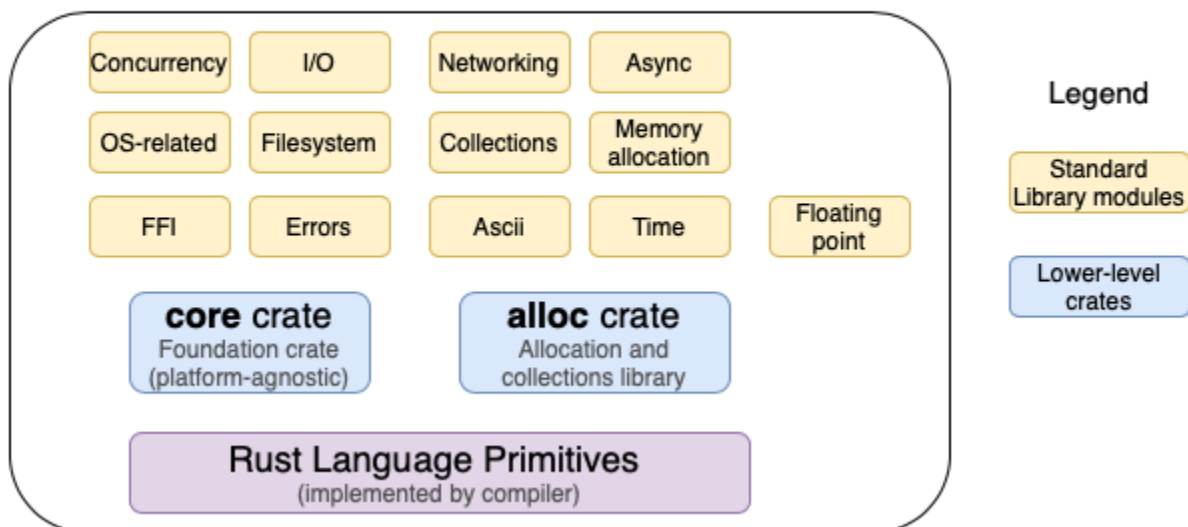 Concurrency
I/O
Networking
Async
OS-related
Filesystem
Collections
Memory
allocation
FFI
Errors
Ascii
Time
Floating
point
core crate
Foundation crate
(platform-agnostic)
alloc crate
Allocation and
collections library
Rust Language Primitives
(implemented by compiler)
Legend
Standard
Library modules
Lower-level
crates